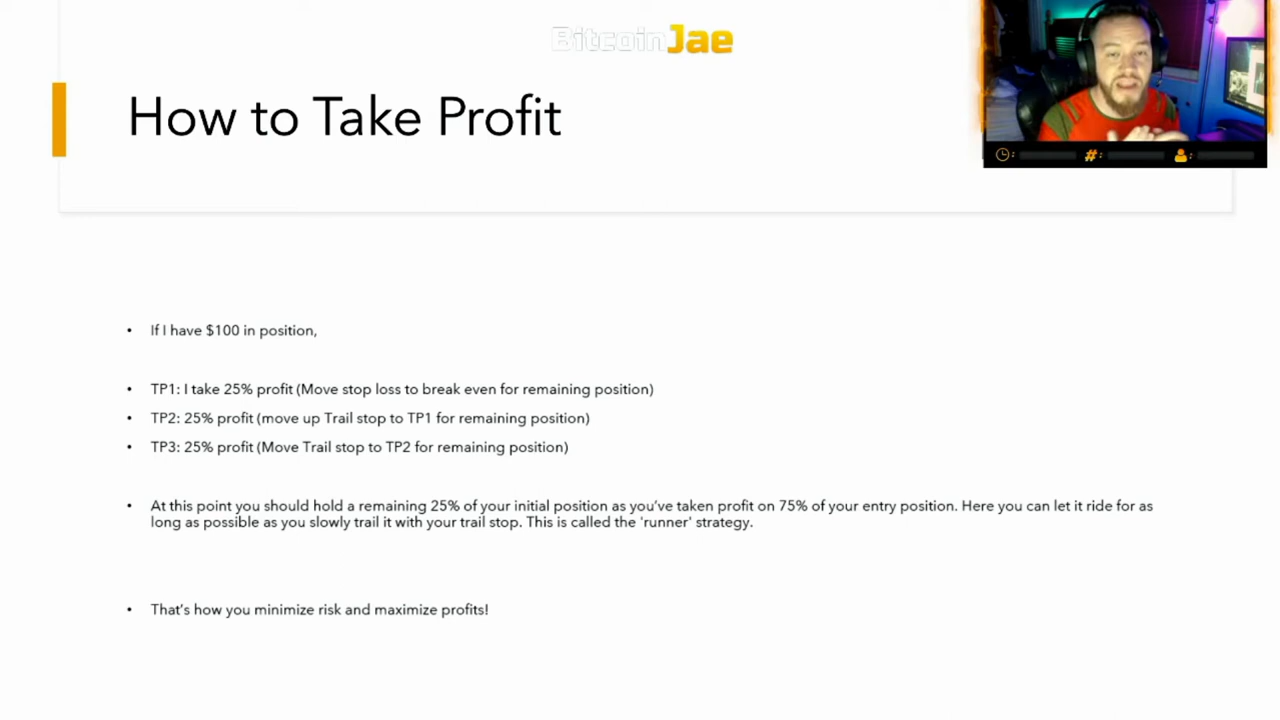 BitcoinJae
How to Take Profit
#:
• If I have $100 in position,
• TP1: I take 25% profit (Move stop loss to break even for remaining position)
• TP2: 25% profit (move up Trail stop to TP1 for remaining position)
• TP3: 25% profit (Move Trail stop to TP2 for remaining position)
• At this point you should hold a remaining 25% of your initial position as you’ve taken profit on 75% of your entry position. Here you can let it ride for as
long as possible as you slowly trail it with your trail stop. This is called the 'runner' strategy.
• That’s how you minimize risk and maximize profits!